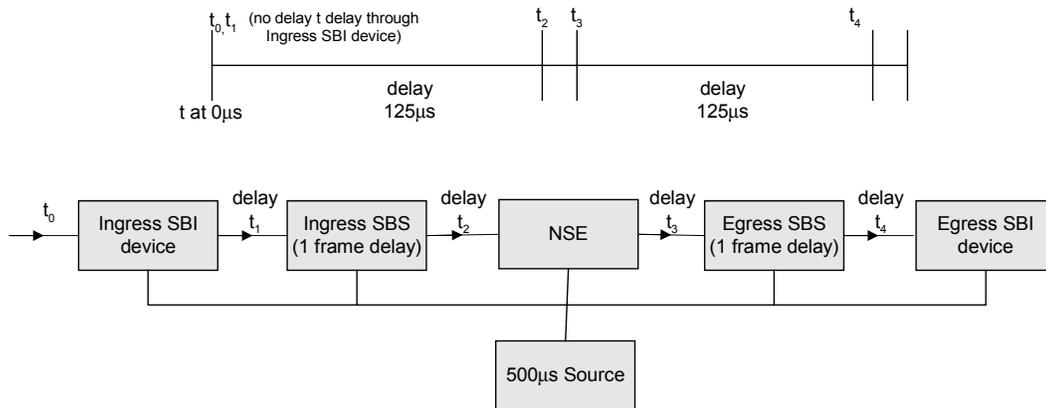 t0,t1 (no delay t delay through
Ingress SBI device)
t2
t3
t4
delay
125μs
delay
125μs
t at 0μs
t0
Ingress SBI
device
delay
t1
Ingress SBS
(1 frame delay)
delay
t2
NSE
delay
t3
Egress SBS
(1 frame delay)
delay
t4
Egress SBI
device
500μs Source